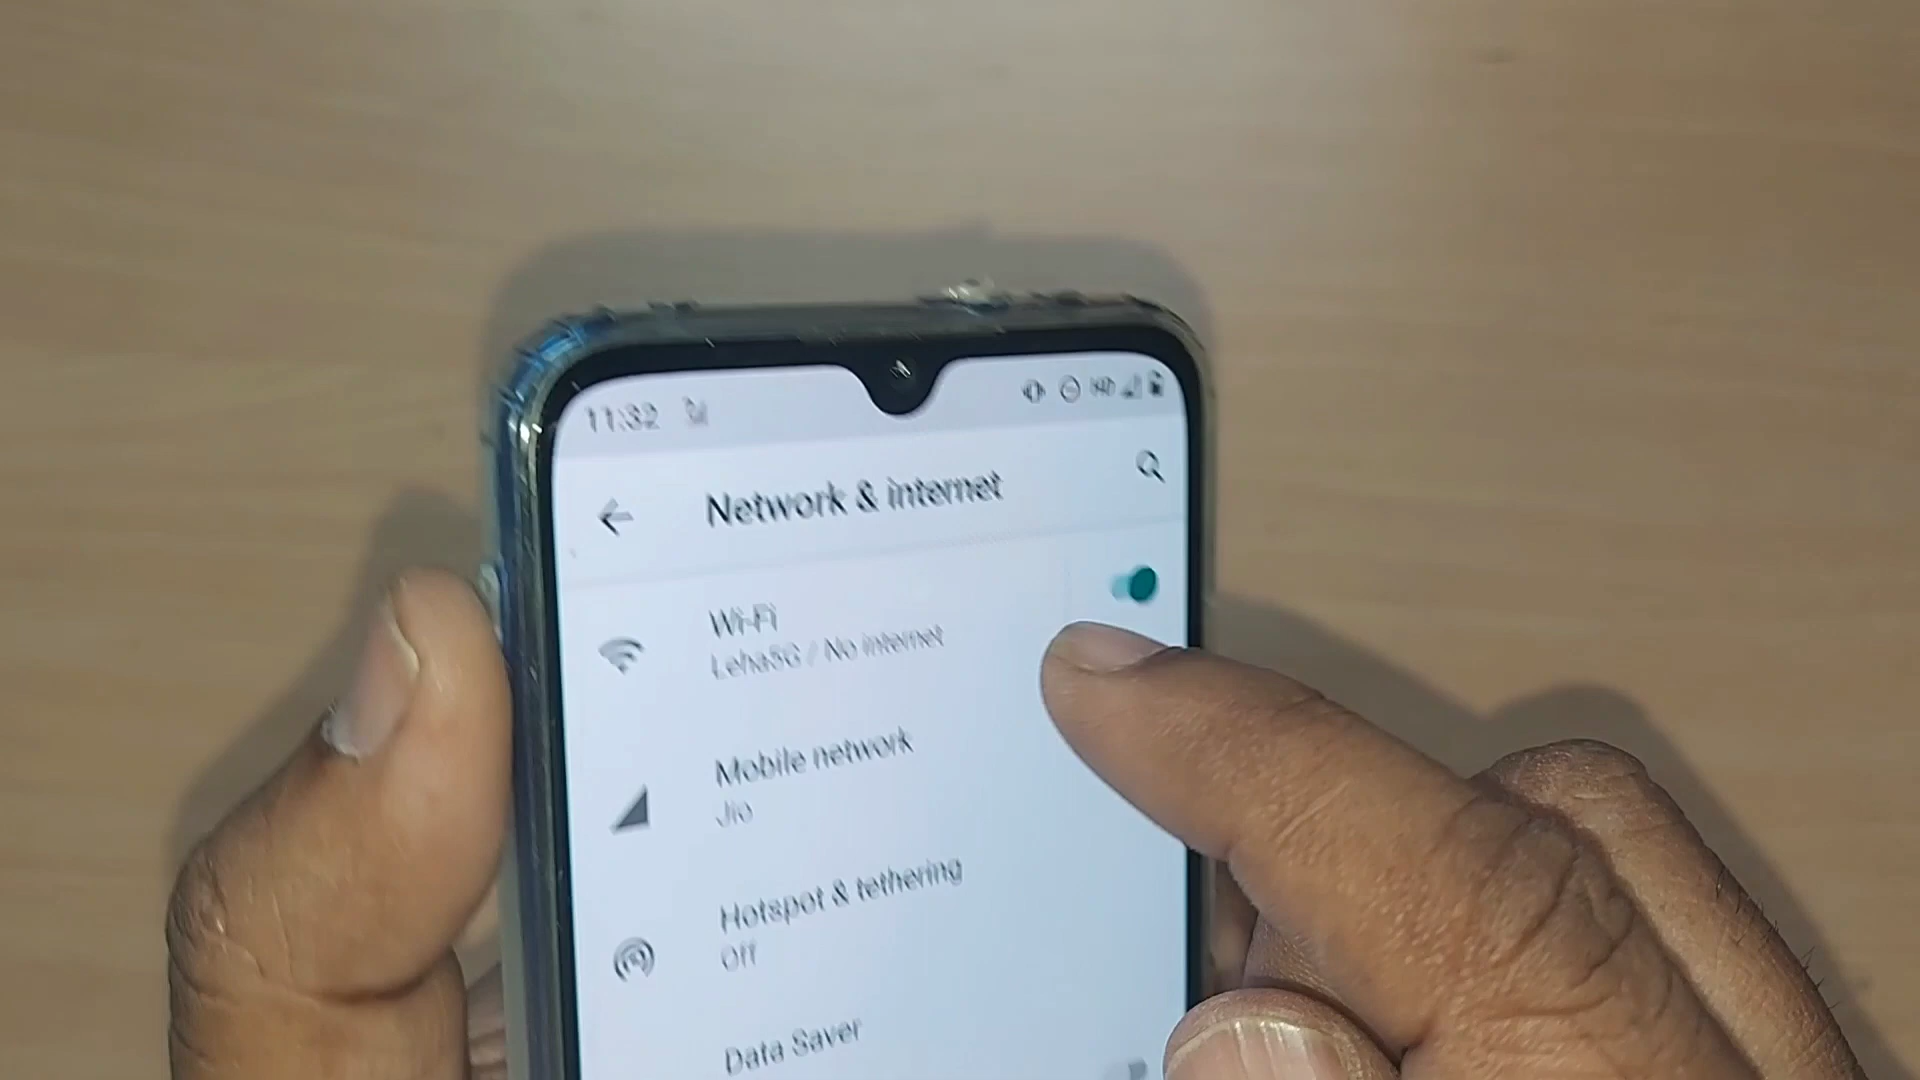 11:32
Network & internet
Wi-Fi
Leha5G / No internet
Mobile network
Jio
Hotspot & tethering
Off
Data Saver